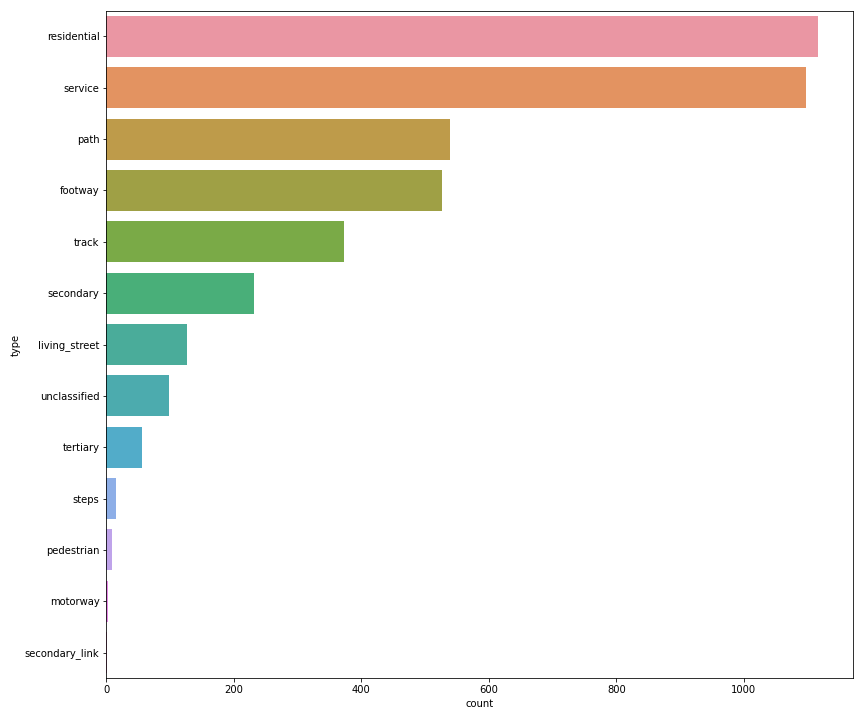 residential
service
path
footway
track
secondary
living_street
unclassified
tertiary
steps
pedestrian
motorway
secondary_link
type
0 200 400 600 800 1000
count